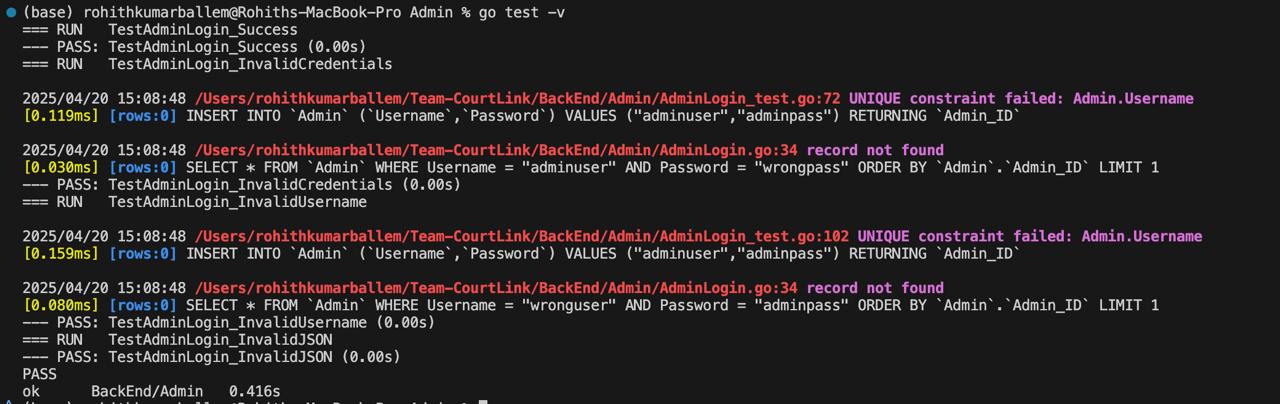 (base) rohithkumarballem@Rohiths-MacBook-Pro Admin % go test -v
=== RUN   TestAdminLogin_Success
--- PASS: TestAdminLogin_Success (0.00s)
=== RUN   TestAdminLogin_InvalidCredentials
2025/04/20 15:08:48 /Users/rohithkumarballem/Team-CourtLink/BackEnd/Admin/AdminLogin_test.go:72 UNIQUE constraint failed: Admin.Username
[0.119ms] [rows:0] INSERT INTO `Admin` (`Username`,`Password`) VALUES ("adminuser","adminpass") RETURNING `Admin_ID`
2025/04/20 15:08:48 /Users/rohithkumarballem/Team-CourtLink/BackEnd/Admin/AdminLogin.go:34 record not found
[0.030ms] [rows:0] SELECT * FROM `Admin` WHERE Username = "adminuser" AND Password = "wrongpass" ORDER BY `Admin`.`Admin_ID` LIMIT 1
--- PASS: TestAdminLogin_InvalidCredentials (0.00s)
=== RUN   TestAdminLogin_InvalidUsername
2025/04/20 15:08:48 /Users/rohithkumarballem/Team-CourtLink/BackEnd/Admin/AdminLogin_test.go:102 UNIQUE constraint failed: Admin.Username
[0.159ms] [rows:0] INSERT INTO `Admin` (`Username`,`Password`) VALUES ("adminuser","adminpass") RETURNING `Admin_ID`
2025/04/20 15:08:48 /Users/rohithkumarballem/Team-CourtLink/BackEnd/Admin/AdminLogin.go:34 record not found
[0.080ms] [rows:0] SELECT * FROM `Admin` WHERE Username = "wronguser" AND Password = "adminpass" ORDER BY `Admin`.`Admin_ID` LIMIT 1
--- PASS: TestAdminLogin_InvalidUsername (0.00s)
=== RUN   TestAdminLogin_InvalidJSON
--- PASS: TestAdminLogin_InvalidJSON (0.00s)
PASS
ok      BackEnd/Admin   0.416s